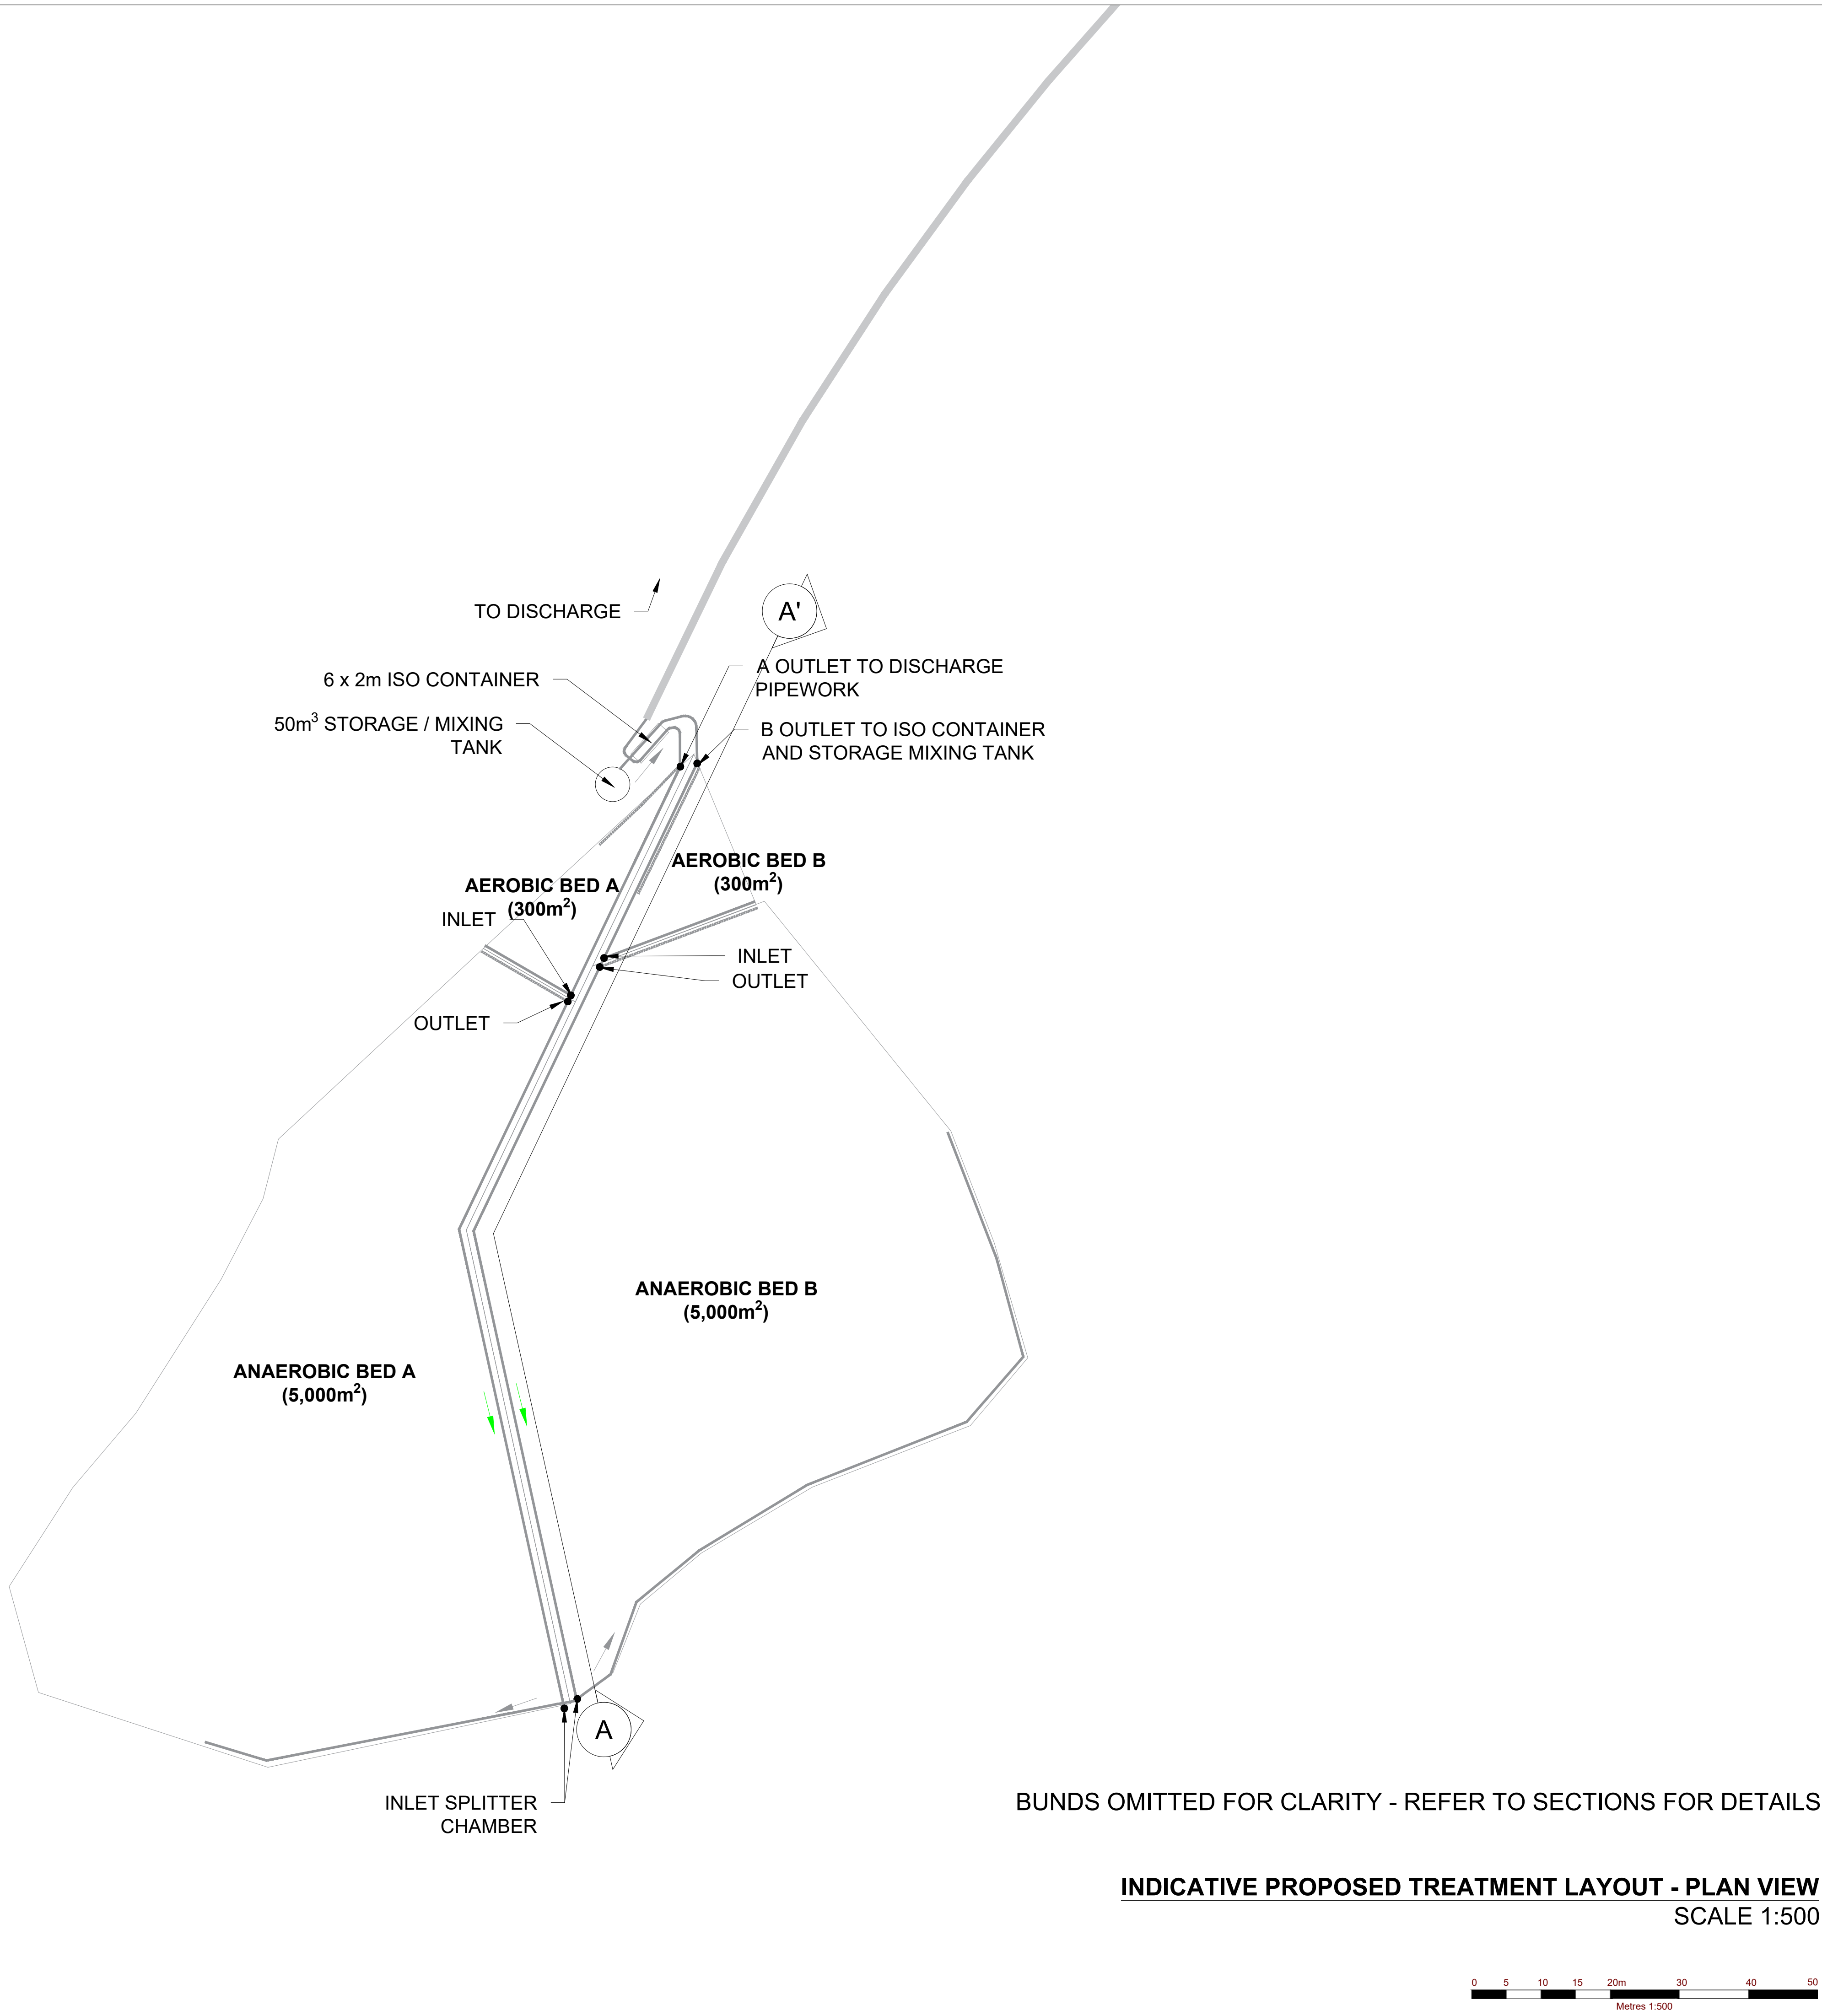 TO DISCHARGE
A'
A OUTLET TO DISCHARGE
PIPEWORK
6 x 2m ISO CONTAINER
50m³ STORAGE / MIXING
TANK
B OUTLET TO ISO CONTAINER
AND STORAGE MIXING TANK
AEROBIC BED B
(300m²)
AEROBIC BED A
(300m²)
INLET
INLET
OUTLET
OUTLET
ANAEROBIC BED B
(5,000m²)
ANAEROBIC BED A
(5,000m²)
A
INLET SPLITTER
CHAMBER
BUNDS OMITTED FOR CLARITY - REFER TO SECTIONS FOR DETAILS
INDICATIVE PROPOSED TREATMENT LAYOUT - PLAN VIEW
SCALE 1:500
0 5 10 15 20m 30 40 50
Metres 1:500